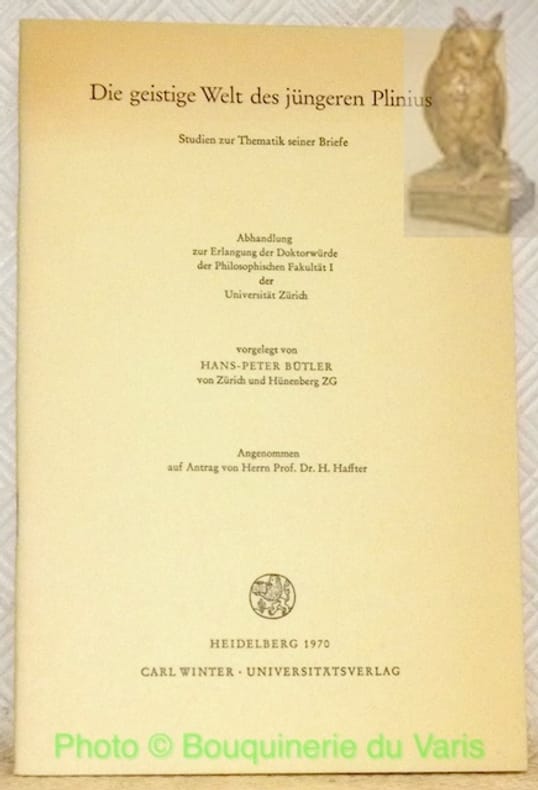 Die geistige Welt des jüngeren Plinius
Studien zur Thematik seiner Briefe
Abhandlung
zur Erlangung der Doktorwürde
der Philosophischen Fakultät I
der
Universität Zürich
vorgelegt von
HANS-PETER BÜTLER
von Zürich und Hünenberg ZG
Angenommen
auf Antrag von Herrn Prof. Dr. H. Haffter
HEIDELBERG 1970
CARL WINTER · UNIVERSITÄTSVERLAG
Photo © Bouquinerie du Varis